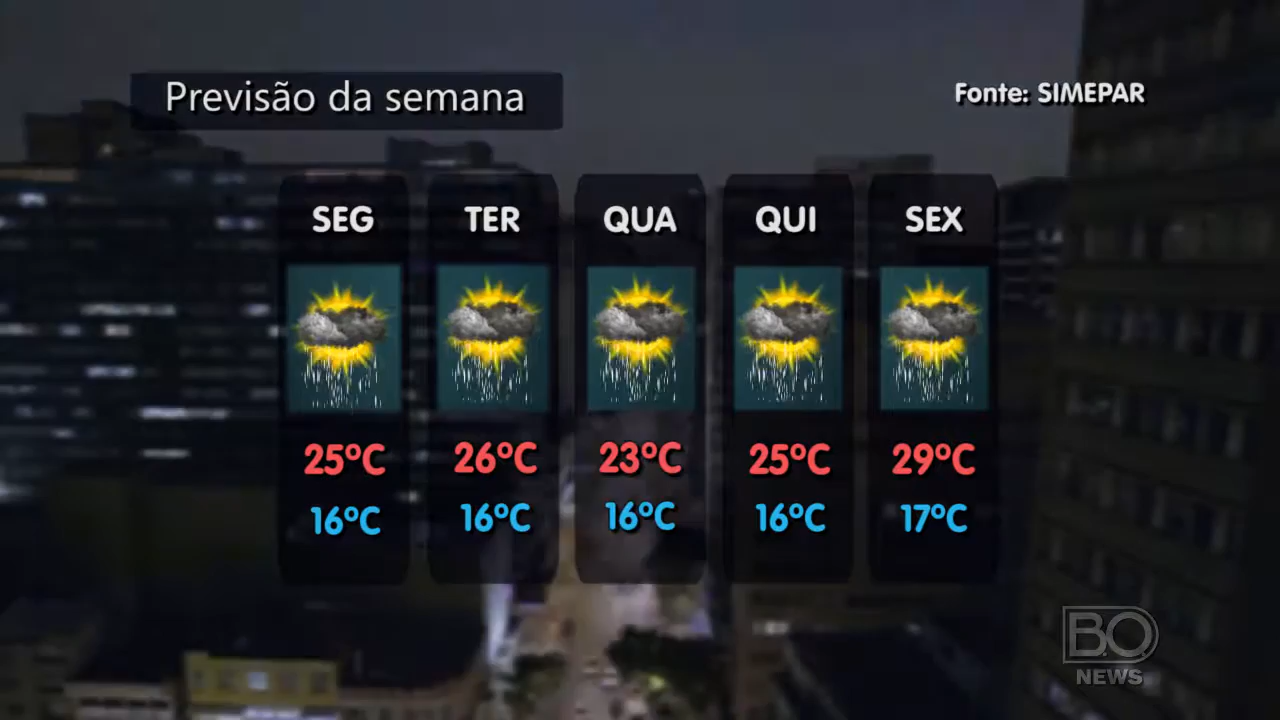 Previsão da semana
Fonte: SIMEPAR
SEG TER QUA QUI SEX
25ºC 26ºC 23ºC 25ºC 29ºC
16ºC 16ºC 16ºC 16ºC 17ºC
B.O
NEWS